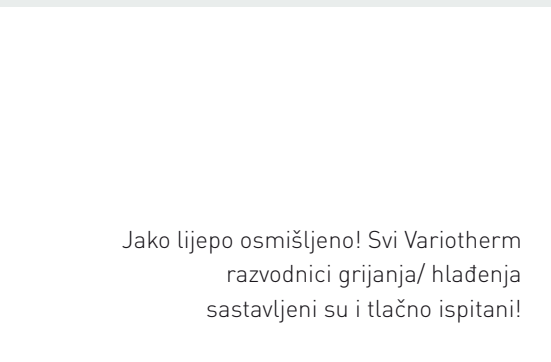 Jako lijepo osmišljeno! Svi Variotherm
razvodnici grijanja/ hlađenja
sastavljeni su i tlačno ispitani!